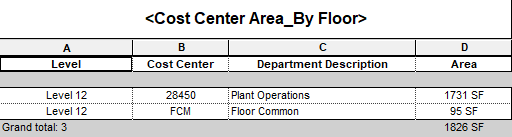 <Cost Center Area_By Floor>
A B C D
Level Cost Center Department Description Area
Level 12 28450 Plant Operations 1731 SF
Level 12 FCM Floor Common 95 SF
Grand total: 3 1826 SF